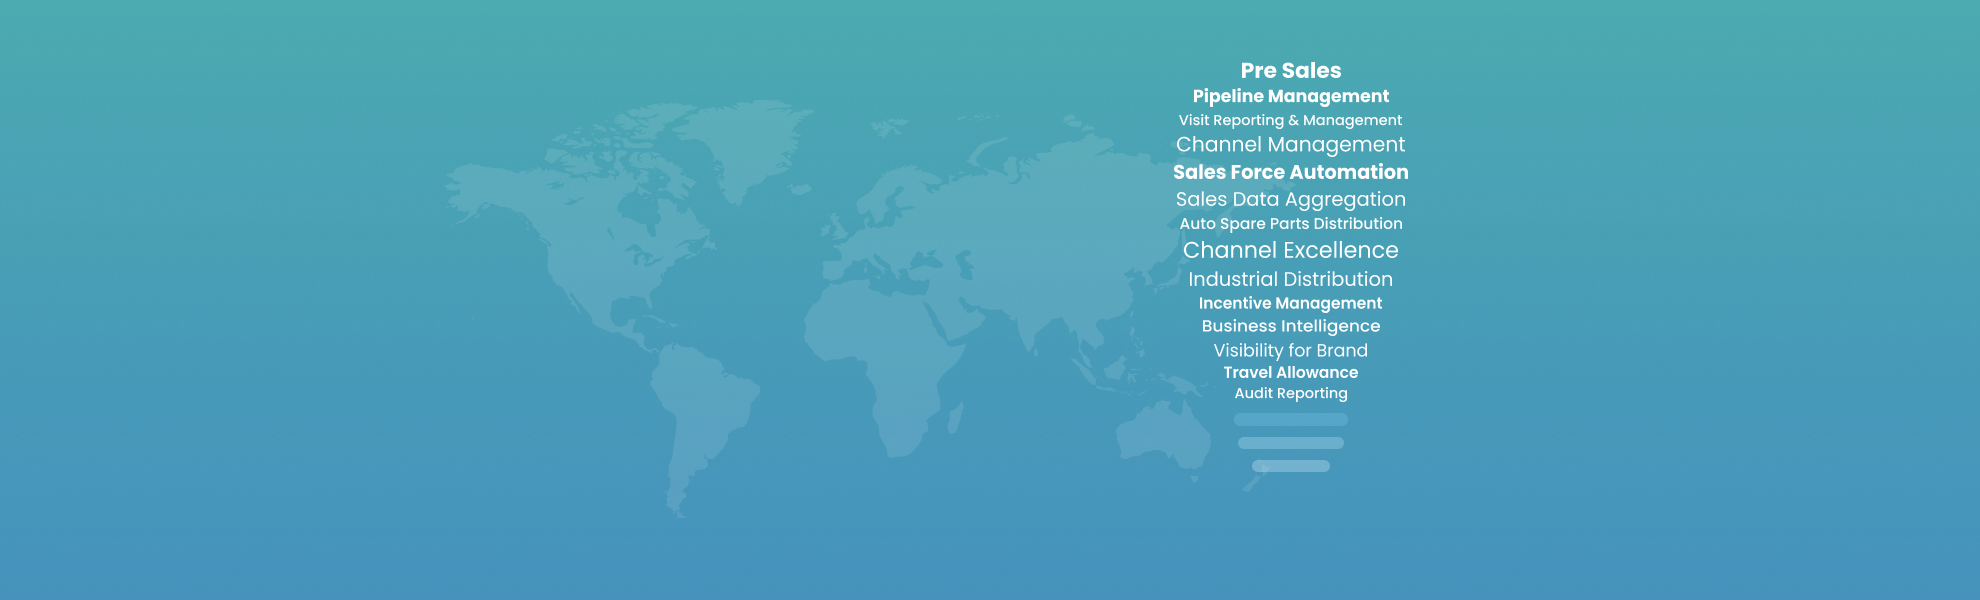 Pre Sales
Pipeline Management
Visit Reporting & Management
Channel Management
Sales Force Automation
Sales Data Aggregation
Auto Spare Parts Distribution
Channel Excellence
Industrial Distribution
Incentive Management
Business Intelligence
Visibility for Brand
Travel Allowance
Audit Reporting